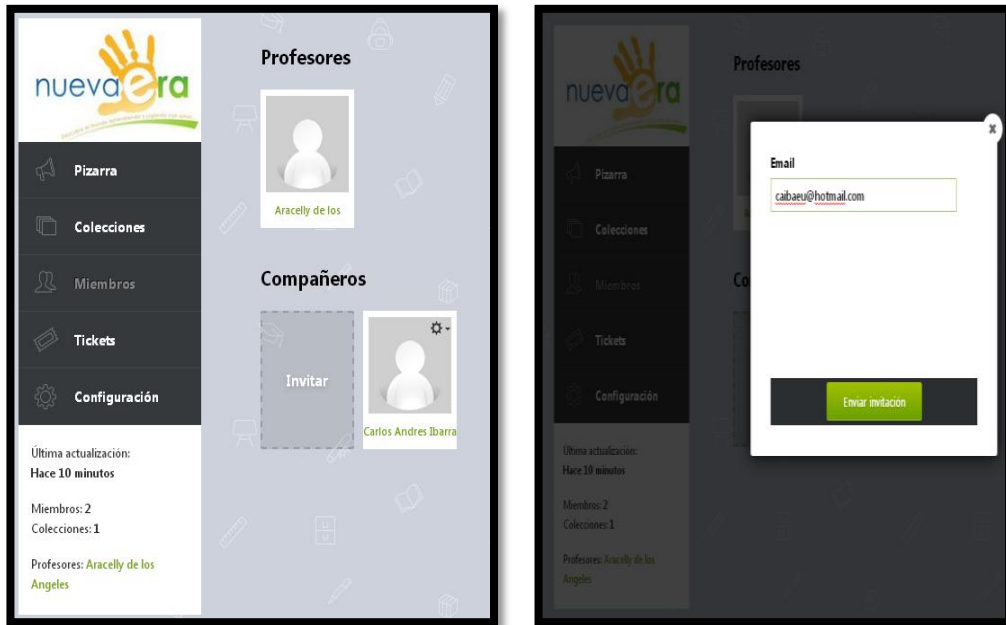 nuevaera
Pizarra
Colecciones
Miembros
Tickets
Configuración
Última actualización:
Hace 10 minutos
Miembros: 2
Colecciones: 1
Profesores: Aracelly de los
Angeles
Profesores
Aracelly de los
Compañeros
Invitar
Carlos Andres Ibarra
nuevaera
Pizarra
Colecciones
Miembros
Tickets
Configuración
Última actualización:
Hace 10 minutos
Miembros: 2
Colecciones: 1
Profesores: Aracelly de los
Angeles
Profesores
Co
x
Email
caibaeu@hotmail.com
Enviar invitación